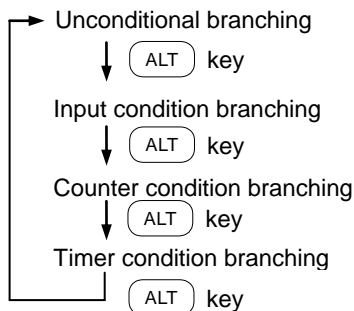 Unconditional branching
ALT key
Input condition branching
ALT key
Counter condition branching
ALT key
Timer condition branching
ALT key